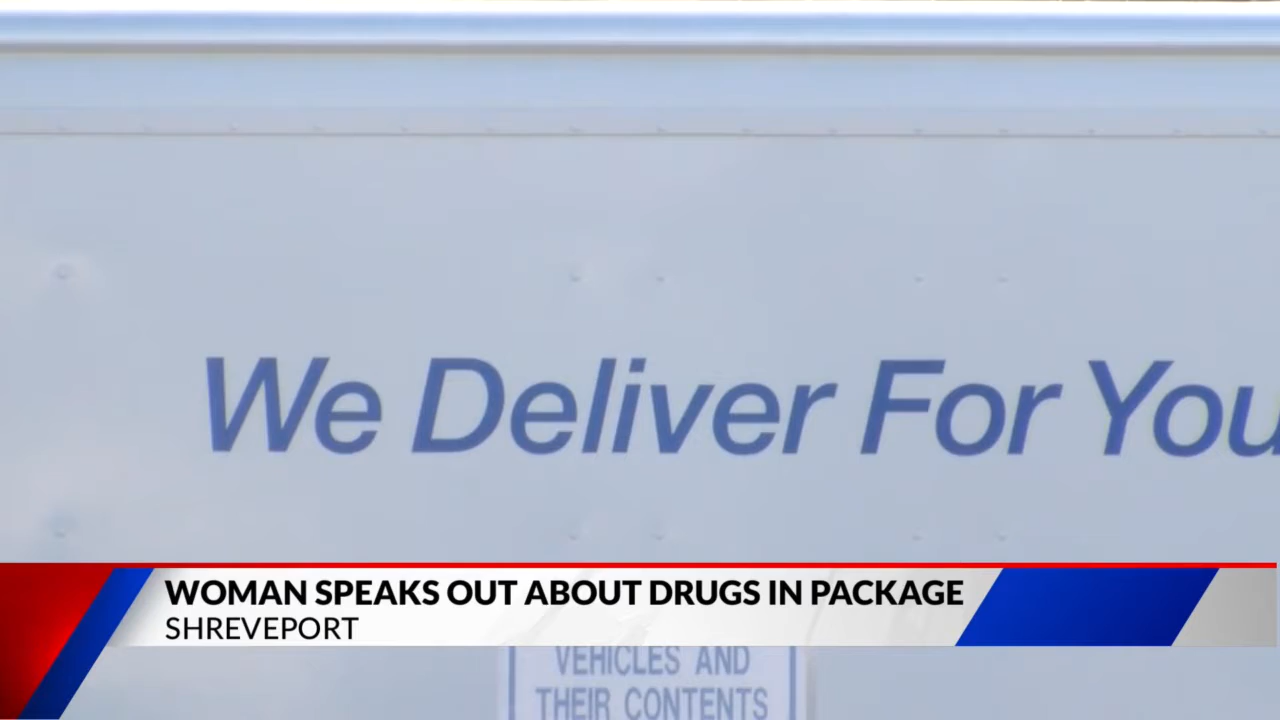 We Deliver For You
WOMAN SPEAKS OUT ABOUT DRUGS IN PACKAGE
SHREVEPORT
VEHICLES AND
THEIR CONTENTS